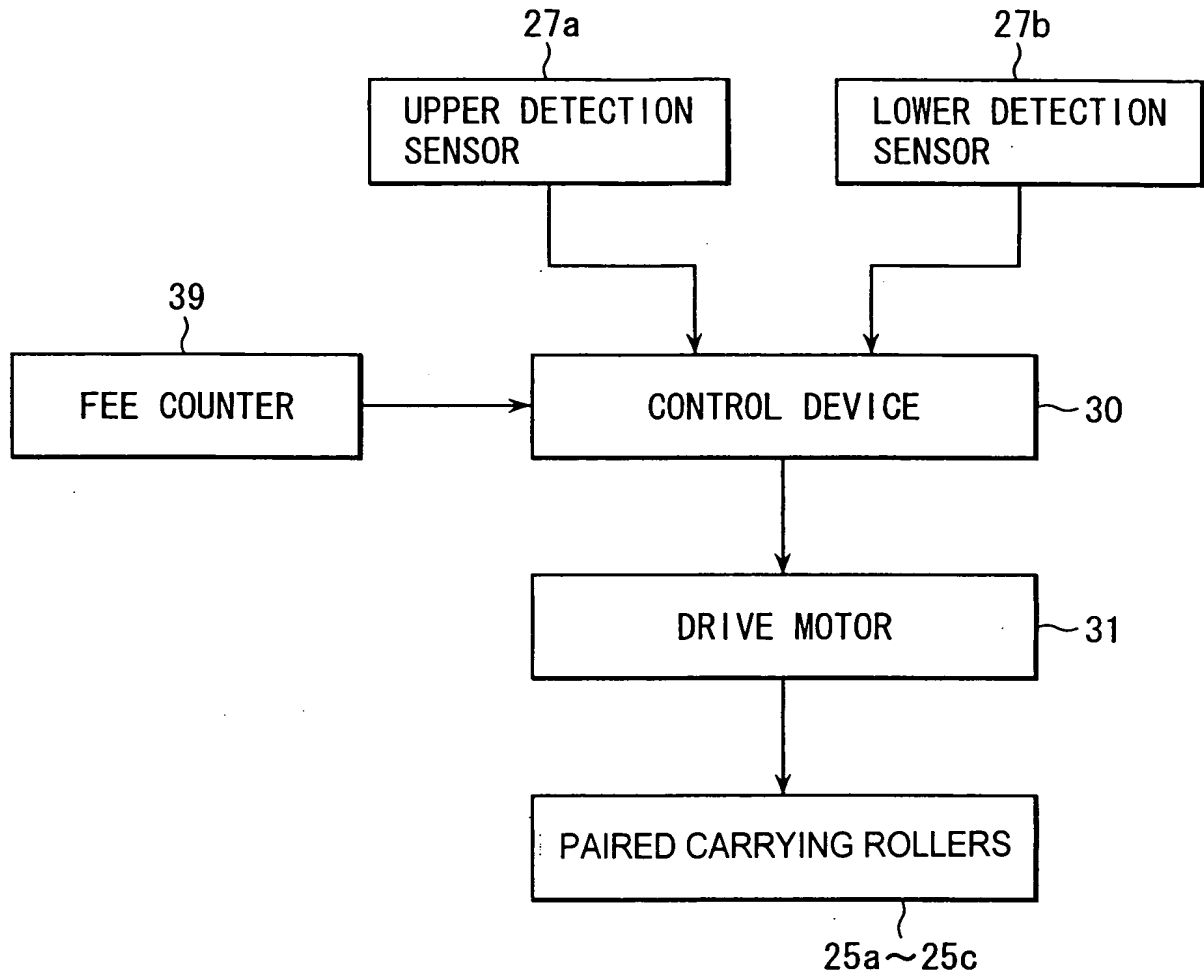 27a
27b
UPPER DETECTION
SENSOR
LOWER DETECTION
SENSOR
39
FEE COUNTER
CONTROL DEVICE
30
DRIVE MOTOR
31
PAIRED CARRYING ROLLERS
25a~25c